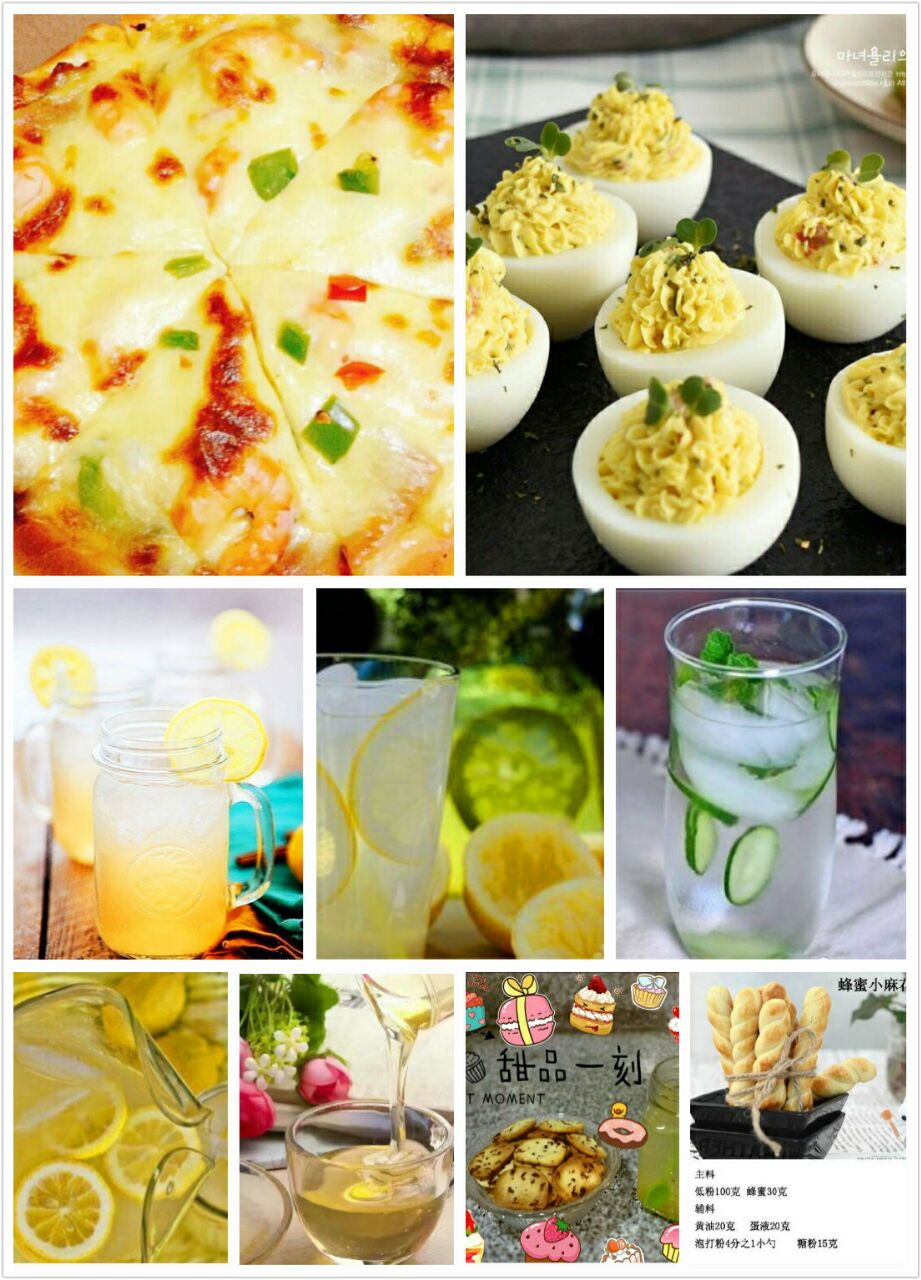 마녀율리의
甜品一刻
T MOMENT
蜂蜜小麻花
主料
低粉100克 蜂蜜30克
辅料
黄油20克 蛋液20克
泡打粉4分之1小勺 糖粉15克